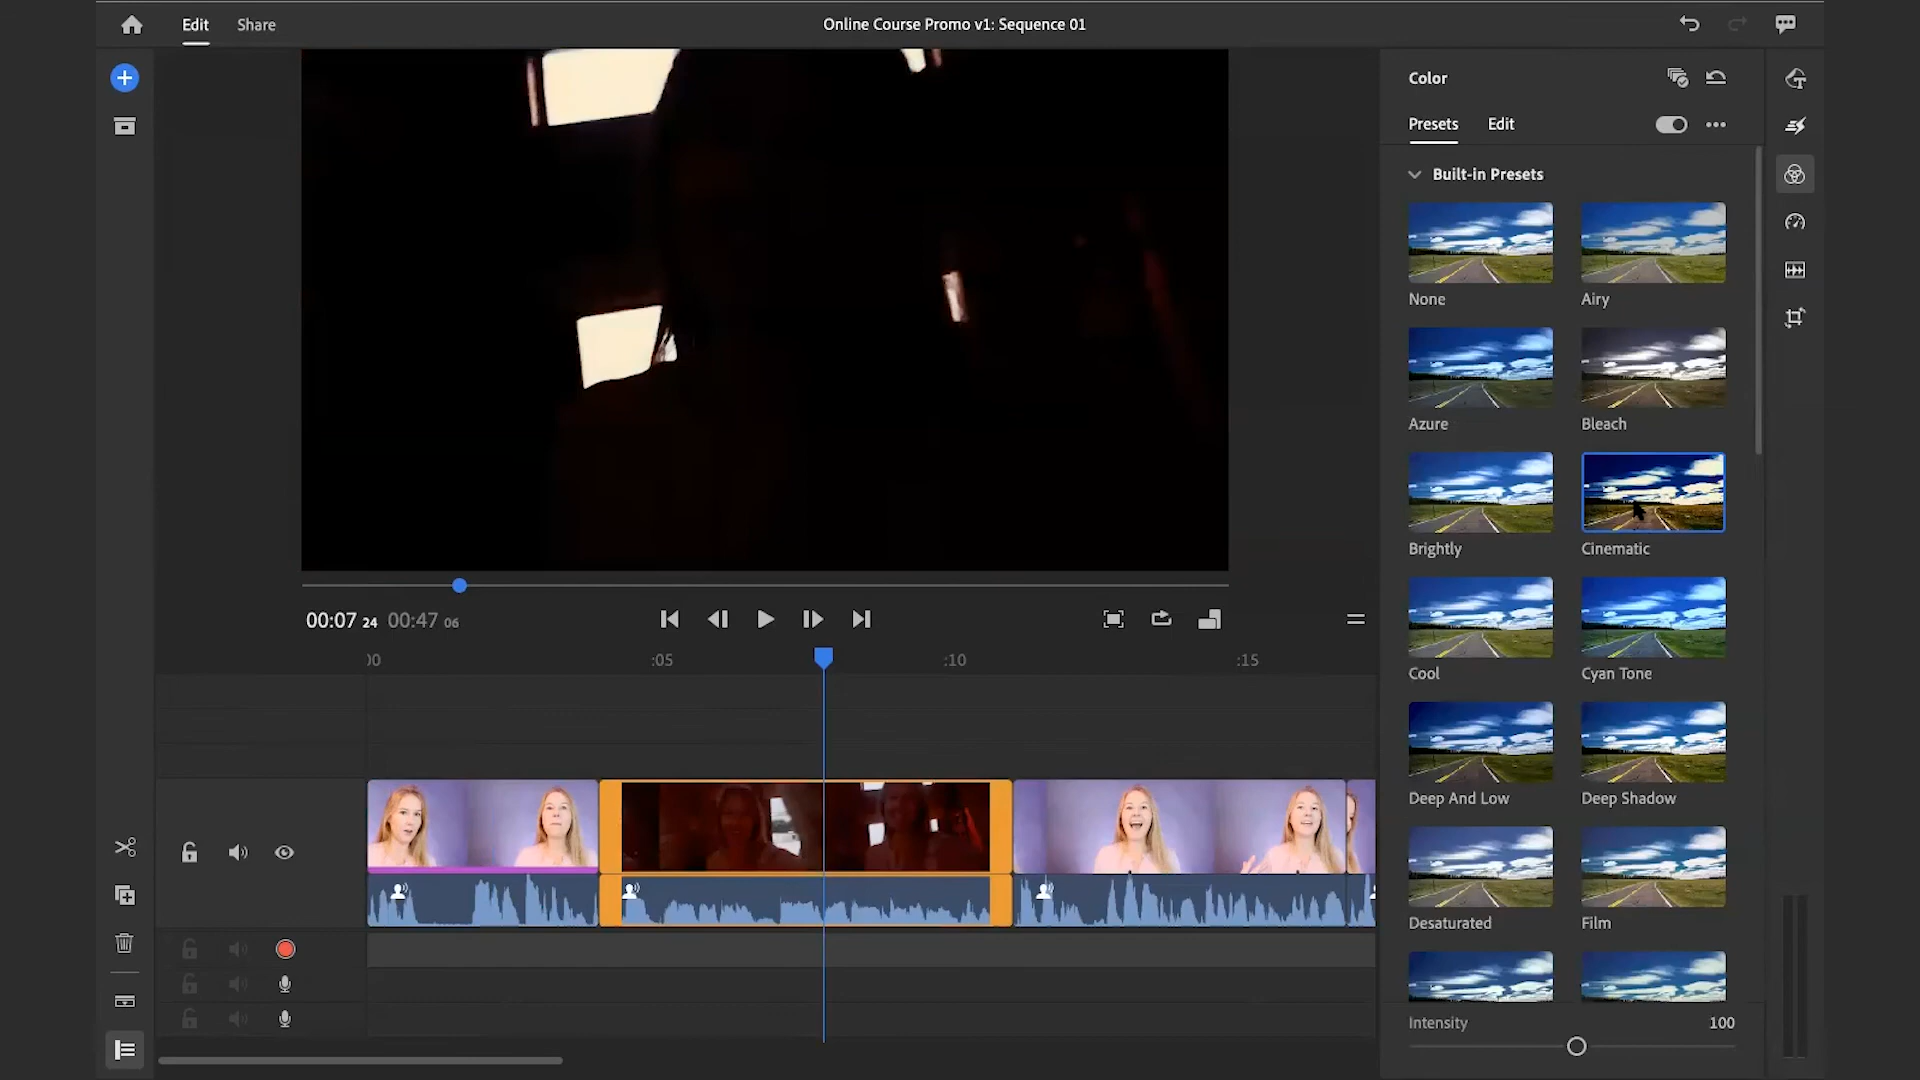 Edit
Share
Online Course Promo v1: Sequence 01
Color
Presets
Edit
Built-in Presets
None
Airy
Azure
Bleach
Brightly
Cinematic
Cool
Cyan Tone
Deep And Low
Deep Shadow
Desaturated
Film
Intensity
100
00:07 24
00:47 06
:00
:05
:10
:15